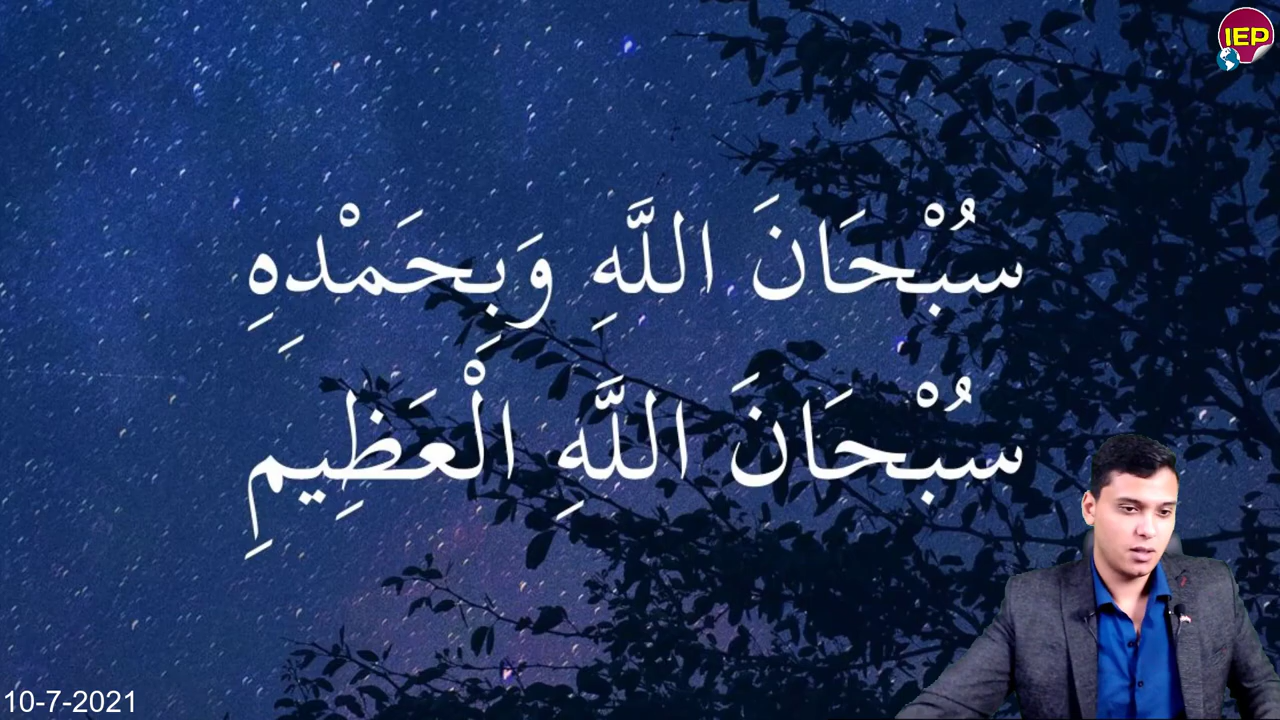 IEP
سُبْحَانَ اللَّهِ وَبِحَمْدِهِ
سُبْحَانَ اللَّهِ الْعَظِيمِ
10-7-2021